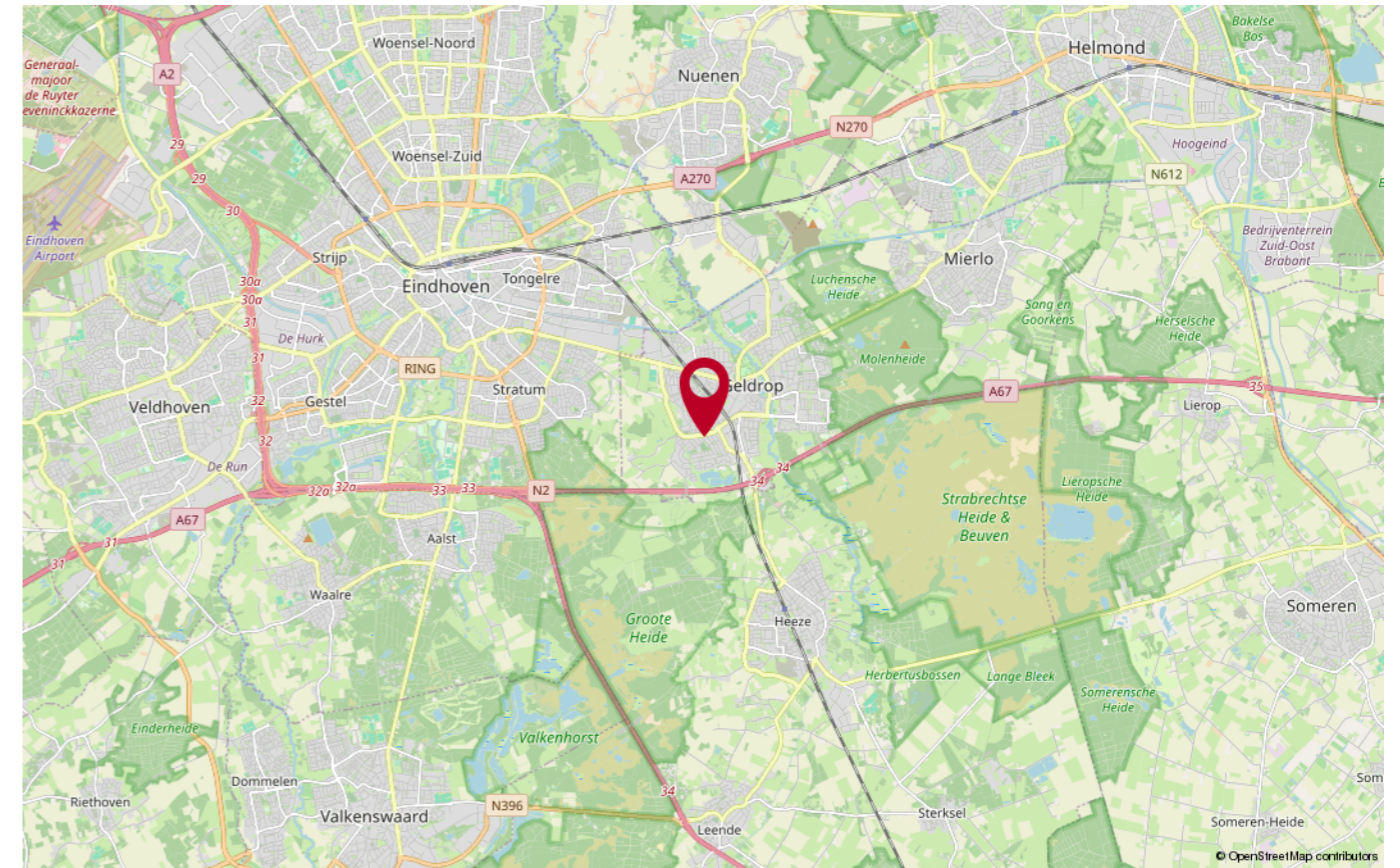 Woensel-Noord
Helmond
Bakelse
Bos
Generaal-
majoor
de Ruyter
eveninckkazerne
A2
Nuenen
N270
29
Hoogeind
Woensel-Zuid
29
A270
N612
30
Eindhoven
Airport
Bedrijventerrein
Zuid-Oost
Brabant
Strijp
Mierlo
30a
30a
Eindhoven
Tongelre
Luchense
Heide
Sang en
Goorkens
31
De Hurk
Herselsche
Heide
31
RING
Molenheide
Stratum
Geldrop
A67
35
32
Veldhoven
Gestel
Lierop
32
De Run
34
34
32a
32a
33
33
N2
Strabrechtse
Heide &
Beuven
Lieropsche
Heide
A67
31
31
Aalst
Waalre
Groote
Heide
Heeze
Someren
Herbertusbossen
Lange Bleek
Somerensche
Heide
Einderheide
Valkenhorst
Dommelen
Som
34
Riethoven
N396
Valkenswaard
Sterksel
Leende
Someren-Heide
© OpenStreetMap contributors